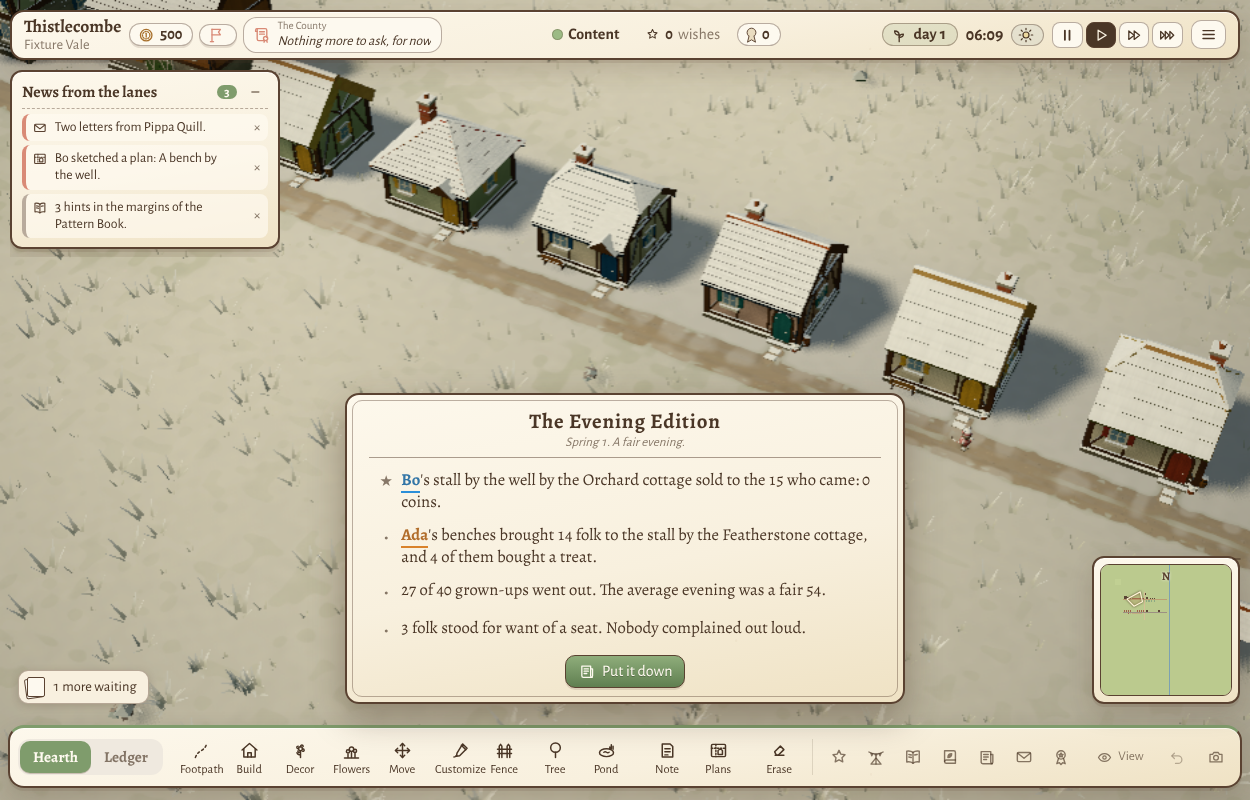 Thistlecombe
Fixture Vale
500
The County
Nothing more to ask, for now
Content
0 wishes
0
day 1
06:09
News from the lanes
3
Two letters from Pippa Quill.
Bo sketched a plan: A bench by
the well.
3 hints in the margins of the
Pattern Book.
The Evening Edition
Spring 1. A fair evening.
Bo's stall by the well by the Orchard cottage sold to the 15 who came: 0
coins.
Ada's benches brought 14 folk to the stall by the Featherstone cottage,
and 4 of them bought a treat.
27 of 40 grown-ups went out. The average evening was a fair 54.
3 folk stood for want of a seat. Nobody complained out loud.
Put it down
N
1 more waiting
Hearth
Ledger
Footpath
Build
Decor
Flowers
Move
Customize
Fence
Tree
Pond
Note
Plans
Erase
View